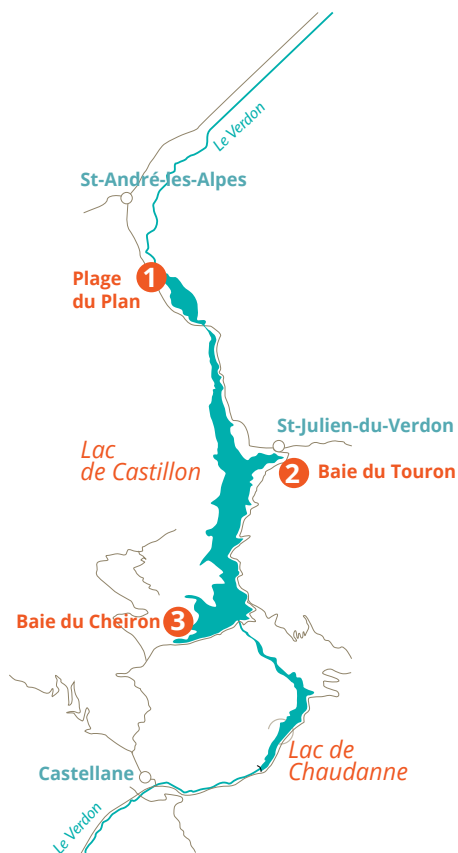 Le Verdon
St-André-les-Alpes
1
Plage
du Plan
St-Julien-du-Verdon
Lac
de Castillon
2
Baie du Touron
Baie du Cheiron
3
Lac de
Chaudanne
Castellane
Le Verdon